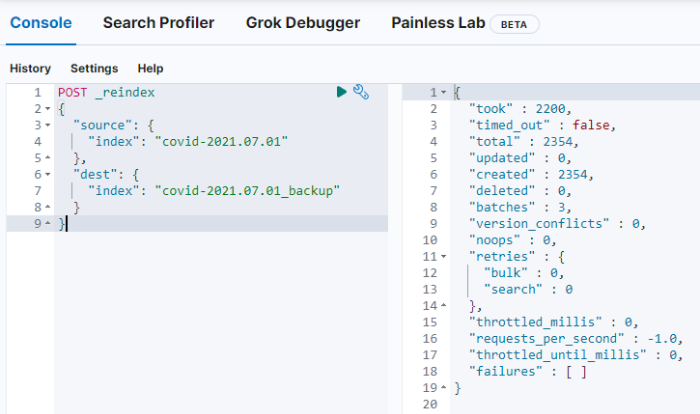 Console Search Profiler Grok Debugger Painless Lab BETA
History Settings Help
1 POST _reindex
2 {
3 "source": {
4 "index": "covid-2021.07.01"
5 },
6 "dest": {
7 "index": "covid-2021.07.01_backup"
8 }
9 }
1 {
2 "took" : 2200,
3 "timed_out" : false,
4 "total" : 2354,
5 "updated" : 0,
6 "created" : 2354,
7 "deleted" : 0,
8 "batches" : 3,
9 "version_conflicts" : 0,
10 "noops" : 0,
11 "retries" : {
12 "bulk" : 0,
13 "search" : 0
14 },
15 "throttled_millis" : 0,
16 "requests_per_second" : -1.0,
17 "throttled_until_millis" : 0,
18 "failures" : [ ]
19 }
20